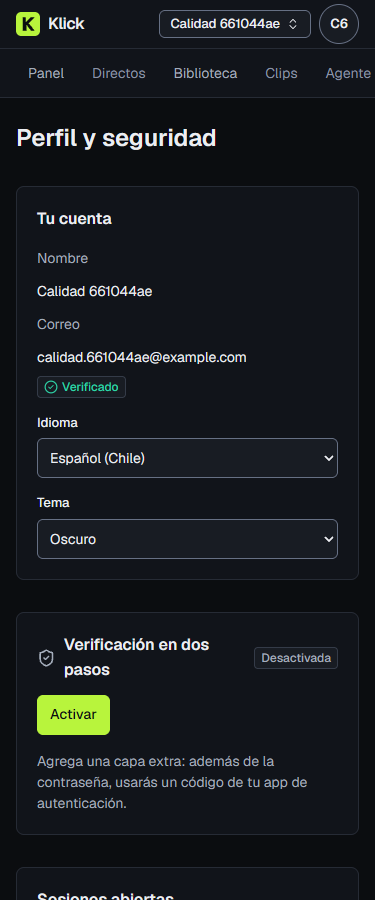 K Klick
Calidad 661044ae
C6
Panel Directos Biblioteca Clips Agente
Perfil y seguridad
Tu cuenta
Nombre
Calidad 661044ae
Correo
calidad.661044ae@example.com
Verificado
Idioma
Español (Chile)
Tema
Oscuro
Verificación en dos
pasos
Desactivada
Activar
Agrega una capa extra: además de la
contraseña, usarás un código de tu app de
autenticación.
Sesiones abiertas